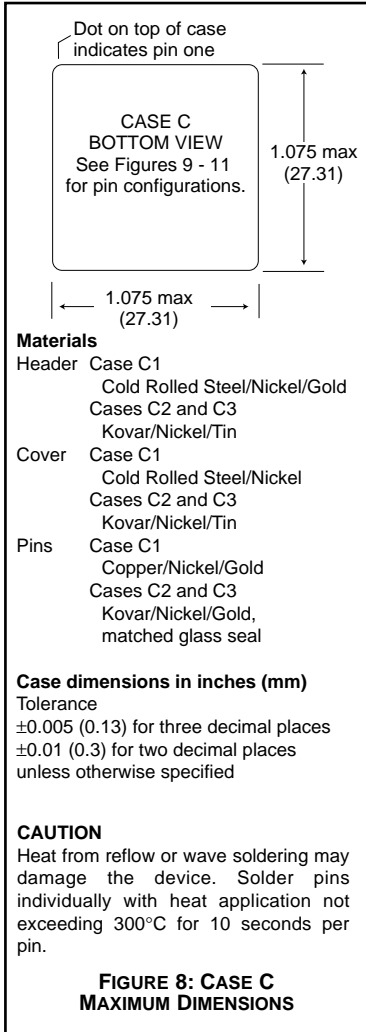 Dot on top of case
indicates pin one
CASE C
BOTTOM VIEW
See Figures 9 - 11
for pin configurations.
1.075 max
(27.31)
1.075 max
(27.31)
Materials
Header Case C1
Cold Rolled Steel/Nickel/Gold
Cases C2 and C3
Kovar/Nickel/Tin
Cover Case C1
Cold Rolled Steel/Nickel
Cases C2 and C3
Kovar/Nickel/Tin
Pins Case C1
Copper/Nickel/Gold
Cases C2 and C3
Kovar/Nickel/Gold,
matched glass seal
Case dimensions in inches (mm)
Tolerance
±0.005 (0.13) for three decimal places
±0.01 (0.3) for two decimal places
unless otherwise specified
CAUTION
Heat from reflow or wave soldering may
damage the device. Solder pins
individually with heat application not
exceeding 300°C for 10 seconds per
pin.
FIGURE 8: CASE C
MAXIMUM DIMENSIONS